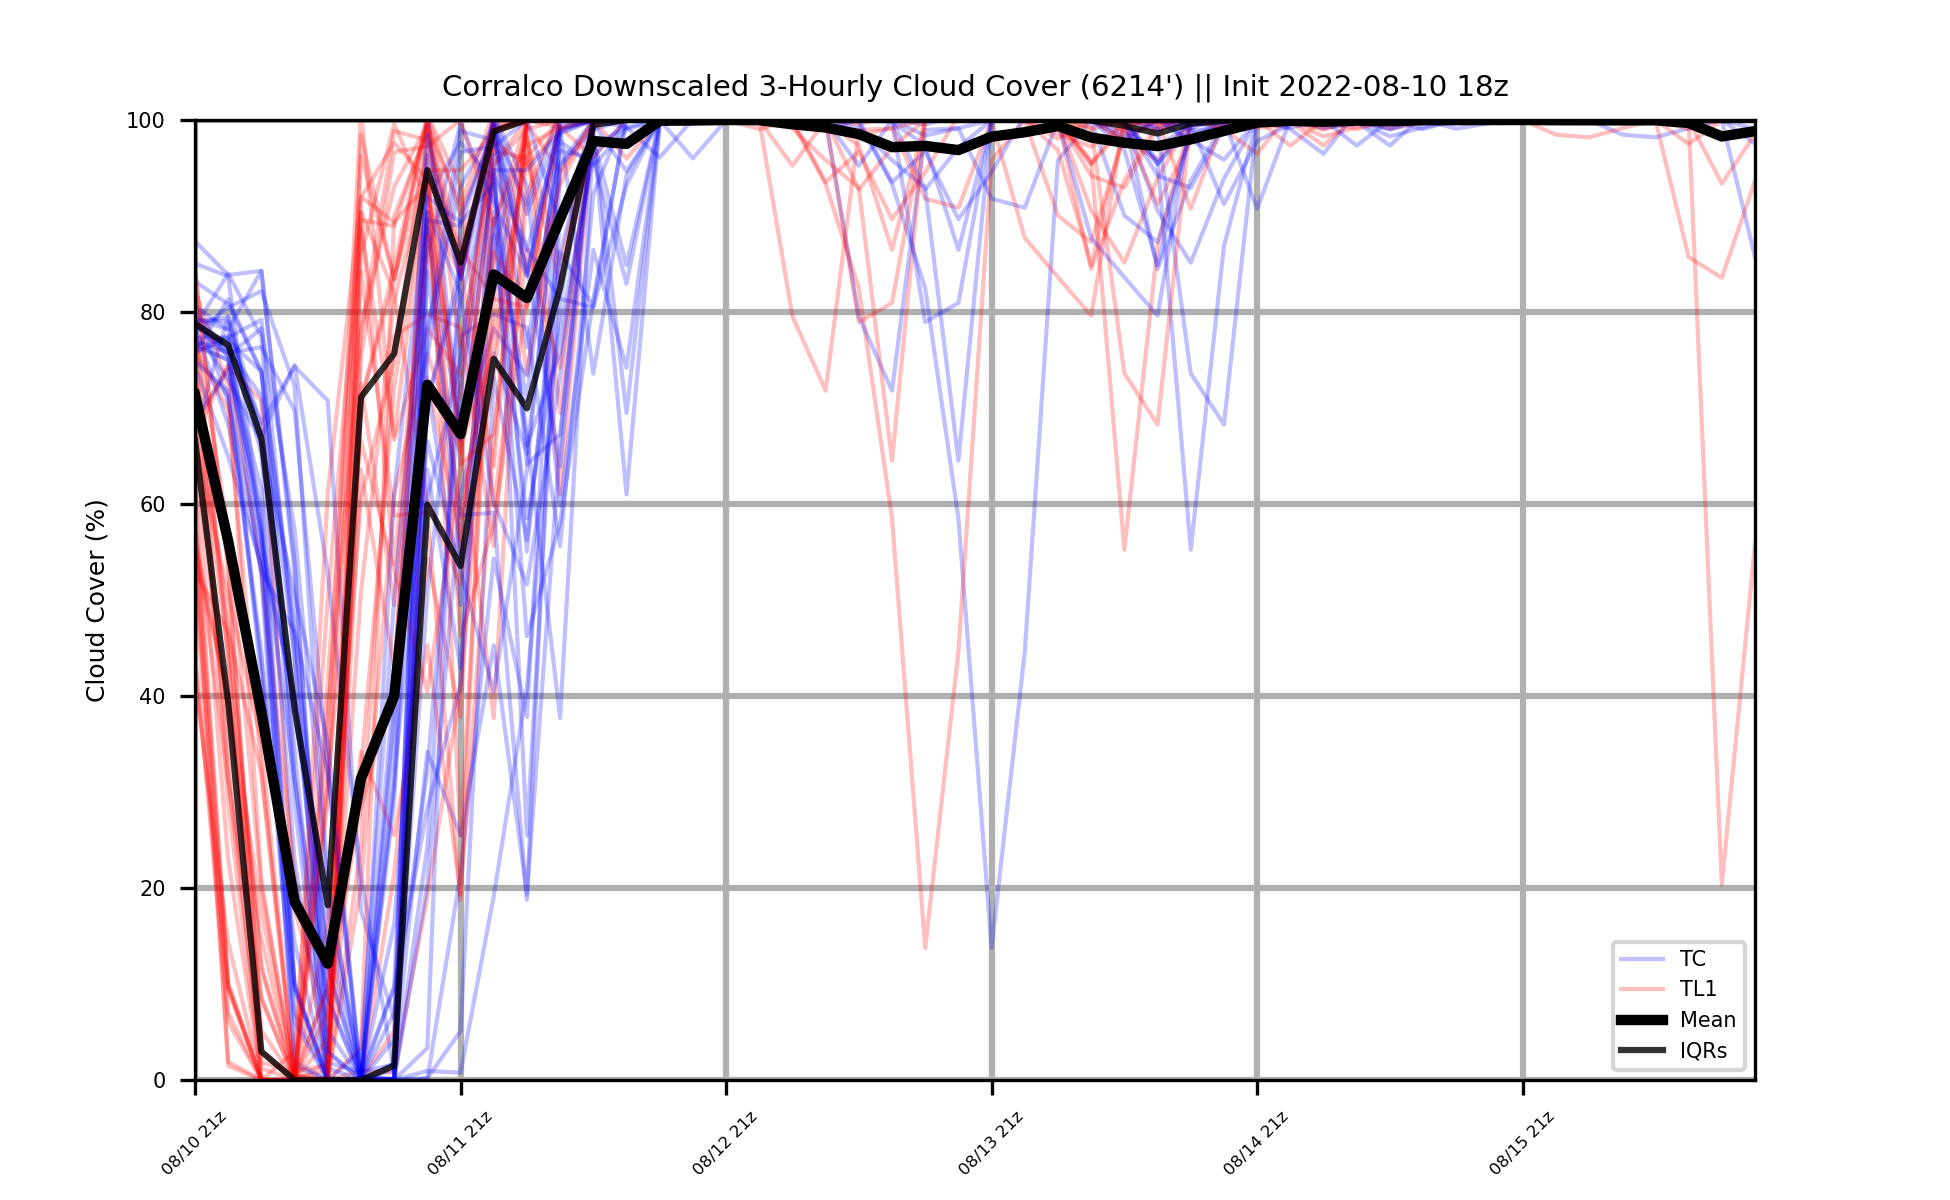 Corralco Downscaled 3-Hourly Cloud Cover (6214') || Init 2022-08-10 18z
Cloud Cover (%)
100
80
60
40
20
0
TC
TL1
Mean
IQRs
08/10 21z
08/11 21z
08/12 21z
08/13 21z
08/14 21z
08/15 21z